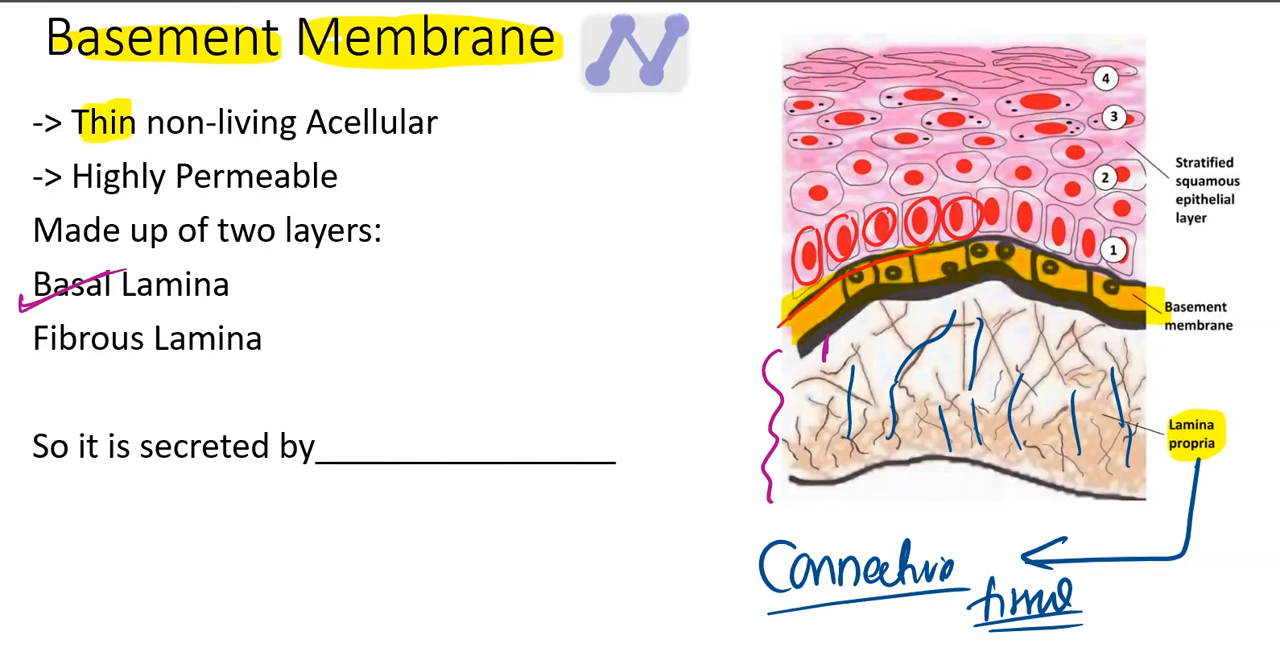 Basement Membrane
-> Thin non-living Acellular
-> Highly Permeable
Made up of two layers:
Basal Lamina
Fibrous Lamina
So it is secreted by_________________
4
3
2
1
Stratified
squamous
epithelial
layer
Basement
membrane
Lamina
propria
Connective
tissue